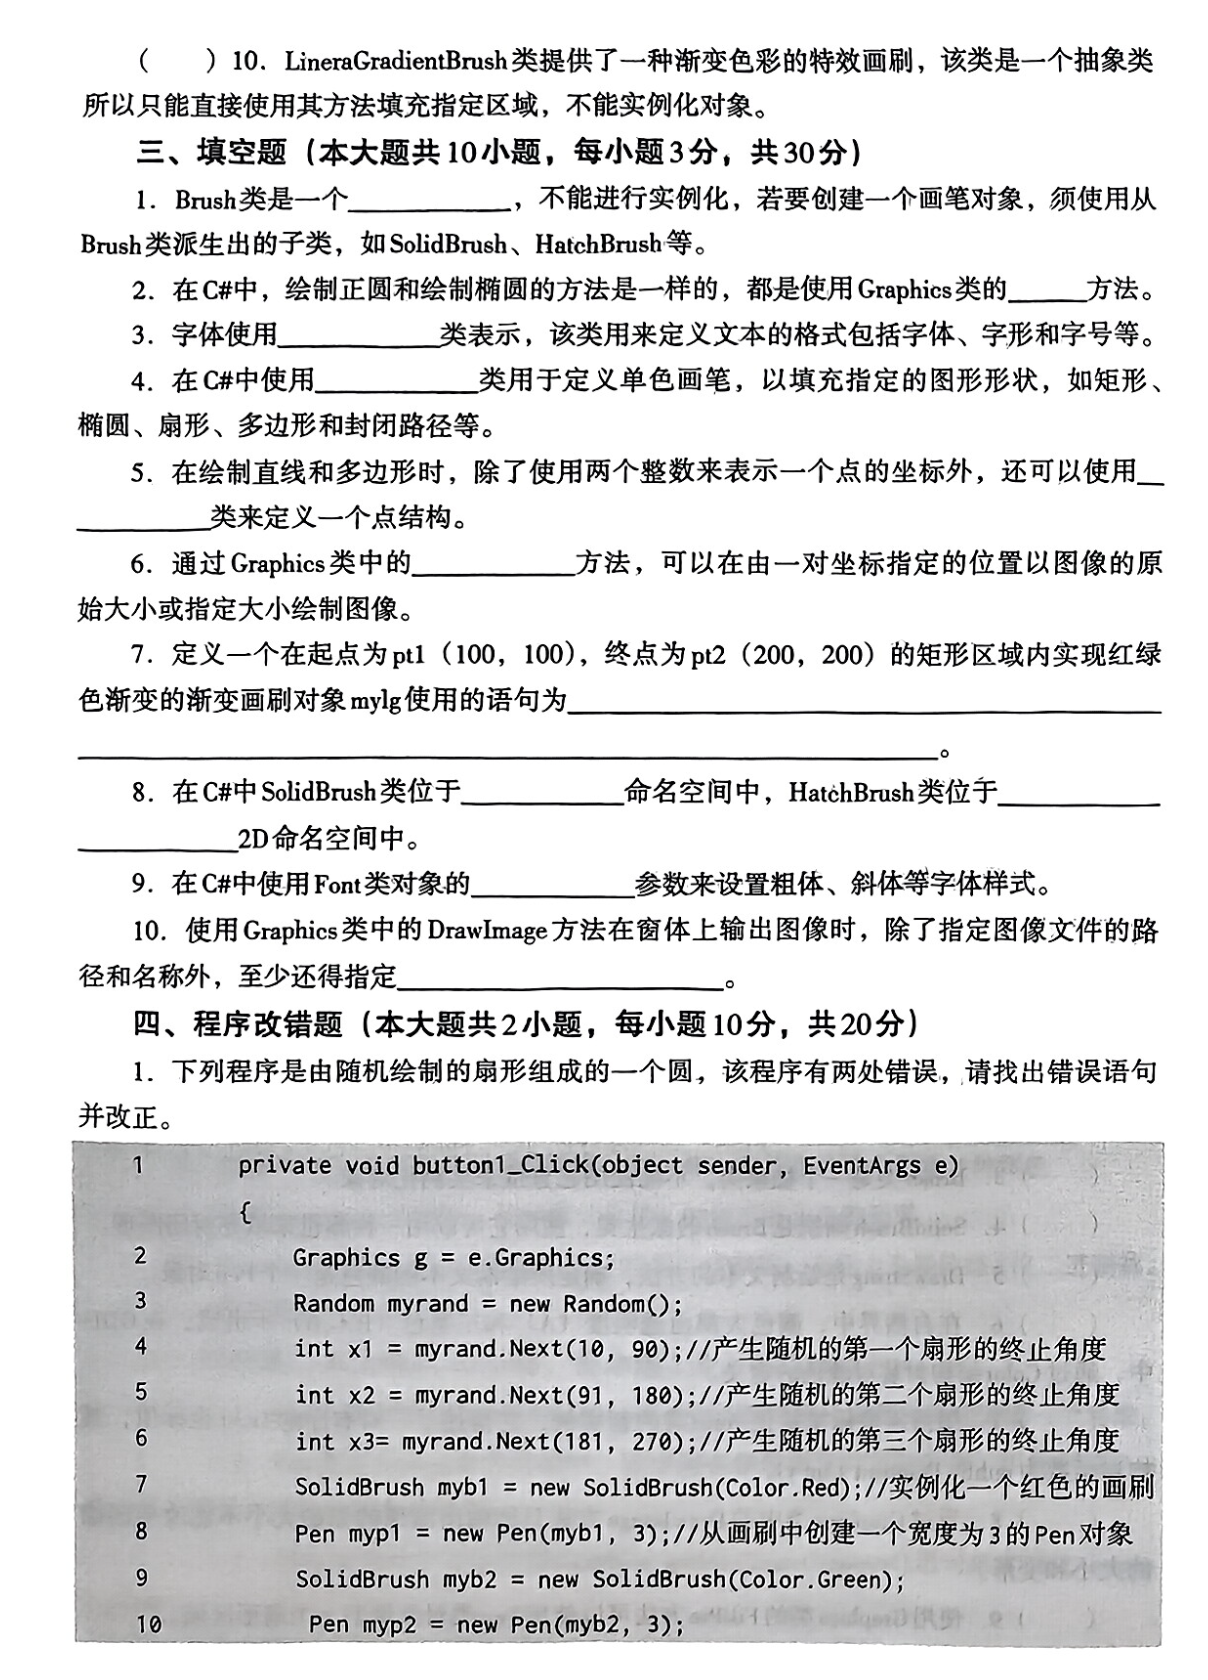 (    )10. LineraGradientBrush类提供了一种渐变色彩的特效画刷，该类是一个抽象类
所以只能直接使用其方法填充指定区域，不能实例化对象。
三、填空题（本大题共10小题，每小题3分，共30分）
1. Brush类是一个____________，不能进行实例化，若要创建一个画笔对象，须使用从
Brush类派生出的子类，如SolidBrush、HatchBrush等。
2. 在C#中，绘制正圆和绘制椭圆的方法是一样的，都是使用Graphics类的______方法。
3. 字体使用____________类表示，该类用来定义文本的格式包括字体、字形和字号等。
4. 在C#中使用____________类用于定义单色画笔，以填充指定的图形形状，如矩形、
椭圆、扇形、多边形和封闭路径等。
5. 在绘制直线和多边形时，除了使用两个整数来表示一个点的坐标外，还可以使用__
__________类来定义一个点结构。
6. 通过Graphics类中的____________方法，可以在由一对坐标指定的位置以图像的原
始大小或指定大小绘制图像。
7. 定义一个在起点为pt1（100，100），终点为pt2（200，200）的矩形区域内实现红绿
色渐变的渐变画刷对象mylg使用的语句为____________________________________________
________________________________________________________________。
8. 在C#中SolidBrush类位于____________命名空间中，HatchBrush类位于____________
____________2D命名空间中。
9. 在C#中使用Font类对象的____________参数来设置粗体、斜体等字体样式。
10. 使用Graphics类中的DrawImage方法在窗体上输出图像时，除了指定图像文件的路
径和名称外，至少还得指定________________________。
四、程序改错题（本大题共2小题，每小题10分，共20分）
1. 下列程序是由随机绘制的扇形组成的一个圆，该程序有两处错误，请找出错误语句
并改正。
1    private void button1_Click(object sender, EventArgs e)
{
2    Graphics g = e.Graphics;
3    Random myrand = new Random();
4    int x1 = myrand.Next(10, 90);//产生随机的第一个扇形的终止角度
5    int x2 = myrand.Next(91, 180);//产生随机的第二个扇形的终止角度
6    int x3= myrand.Next(181, 270);//产生随机的第三个扇形的终止角度
7    SolidBrush myb1 = new SolidBrush(Color.Red);//实例化一个红色的画刷
8    Pen myp1 = new Pen(myb1, 3);//从画刷中创建一个宽度为3的Pen对象
9    SolidBrush myb2 = new SolidBrush(Color.Green);
10    Pen myp2 = new Pen(myb2, 3);